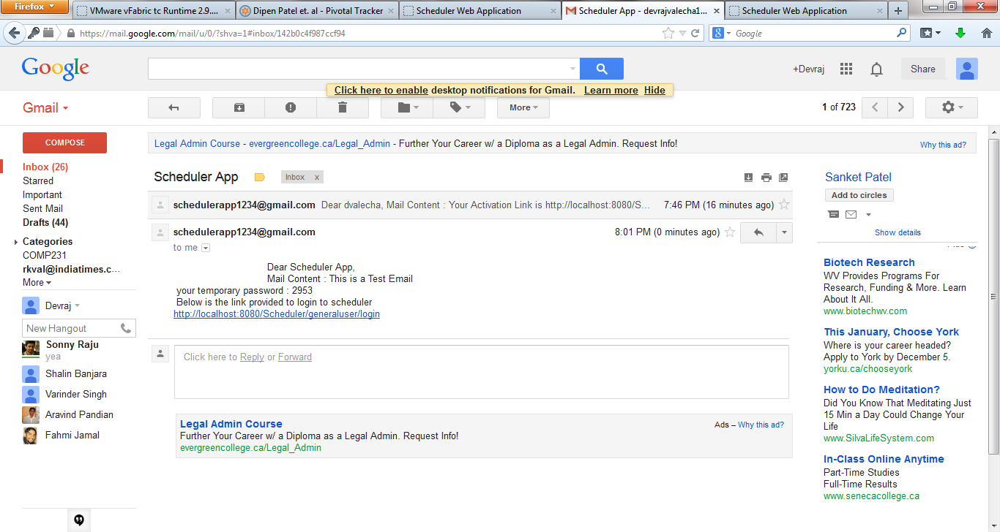 Firefox
VMware vFabric tc Runtime 2.9....
Dipen Patel et. al - Pivotal Tracker
Scheduler Web Application
Scheduler App - devrajvalecha1...
Scheduler Web Application
https://mail.google.com/mail/u/0/?shva=1#inbox/142b0c4f987ccf94
Google
Google
+Devraj
Share
Click here to enable desktop notifications for Gmail. Learn more Hide
Gmail
More
1 of 723
COMPOSE
Inbox (26)
Starred
Important
Sent Mail
Drafts (44)
Categories
COMP231
rkval@indiatimes.c...
More
Devraj
New Hangout
Sonny Raju
yea
Shalin Banjara
Varinder Singh
Aravind Pandian
Fahmi Jamal
Legal Admin Course - evergreencollege.ca/Legal_Admin - Further Your Career w/ a Diploma as a Legal Admin. Request Info!
Why this ad?
Scheduler App
Inbox x
schedulerapp1234@gmail.com Dear dvalecha, Mail Content : Your Activation Link is http://localhost:8080/S... 7:46 PM (16 minutes ago)
schedulerapp1234@gmail.com 8:01 PM (0 minutes ago)
to me
Dear Scheduler App,
Mail Content : This is a Test Email
your temporary password : 2953
Below is the link provided to login to scheduler
http://localhost:8080/Scheduler/generaluser/login
Click here to Reply or Forward
Legal Admin Course
Ads – Why this ad?
Further Your Career w/ a Diploma as a Legal Admin. Request Info!
evergreencollege.ca/Legal_Admin
Sanket Patel
Add to circles
Show details
Biotech Research
WV Provides Programs For
Research, Funding & More. Learn
About It All.
www.biotechwv.com
This January, Choose York
Where is your career headed?
Apply to York by December 5.
yorku.ca/chooseyork
How to Do Meditation?
Did You Know That Meditating Just
15 Min a Day Could Change Your
Life
www.SilvaLifeSystem.com
In-Class Online Anytime
Part-Time Studies
Full-Time Results
www.senecacollege.ca